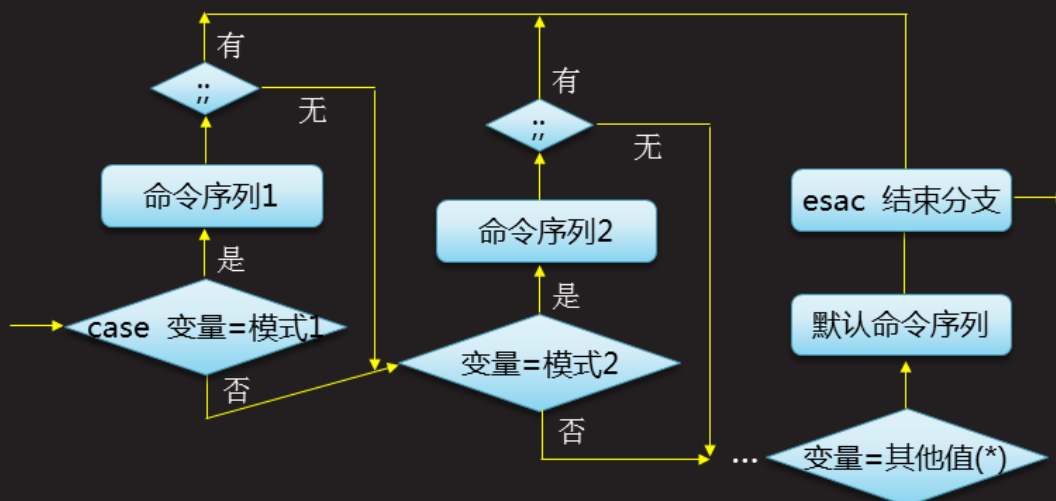 有
;;
无
命令序列1
是
case 变量=模式1
否
有
;;
无
命令序列2
是
变量=模式2
否
...
esac 结束分支
默认命令序列
变量=其他值(*)